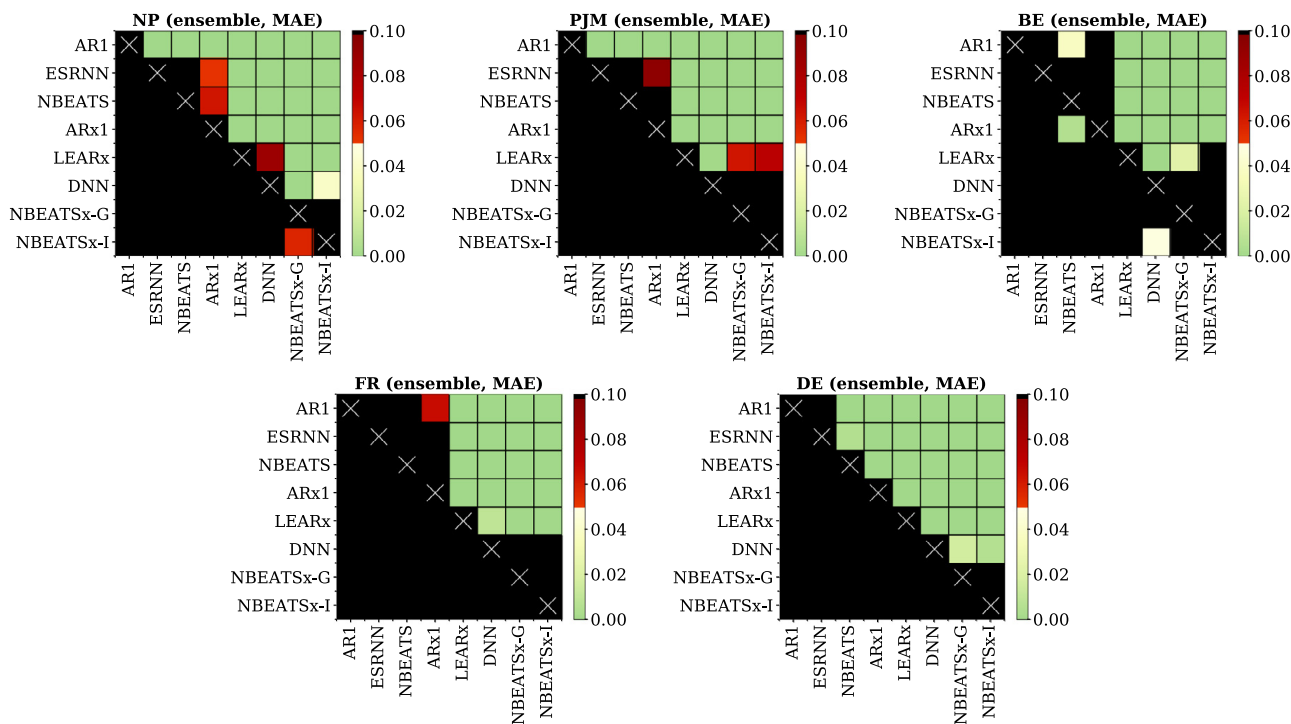 NP (ensemble, MAE)
AR1
ESRNN
NBEATS
ARx1
LEARx
DNN
NBEATSx-G
NBEATSx-I
AR1
ESRNN
NBEATS
ARx1
LEARx
DNN
NBEATSx-G
NBEATSx-I
0.10
0.08
0.06
0.04
0.02
0.00
PJM (ensemble, MAE)
AR1
ESRNN
NBEATS
ARx1
LEARx
DNN
NBEATSx-G
NBEATSx-I
AR1
ESRNN
NBEATS
ARx1
LEARx
DNN
NBEATSx-G
NBEATSx-I
0.10
0.08
0.06
0.04
0.02
0.00
BE (ensemble, MAE)
AR1
ESRNN
NBEATS
ARx1
LEARx
DNN
NBEATSx-G
NBEATSx-I
AR1
ESRNN
NBEATS
ARx1
LEARx
DNN
NBEATSx-G
NBEATSx-I
0.10
0.08
0.06
0.04
0.02
0.00
FR (ensemble, MAE)
AR1
ESRNN
NBEATS
ARx1
LEARx
DNN
NBEATSx-G
NBEATSx-I
AR1
ESRNN
NBEATS
ARx1
LEARx
DNN
NBEATSx-G
NBEATSx-I
0.10
0.08
0.06
0.04
0.02
0.00
DE (ensemble, MAE)
AR1
ESRNN
NBEATS
ARx1
LEARx
DNN
NBEATSx-G
NBEATSx-I
AR1
ESRNN
NBEATS
ARx1
LEARx
DNN
NBEATSx-G
NBEATSx-I
0.10
0.08
0.06
0.04
0.02
0.00